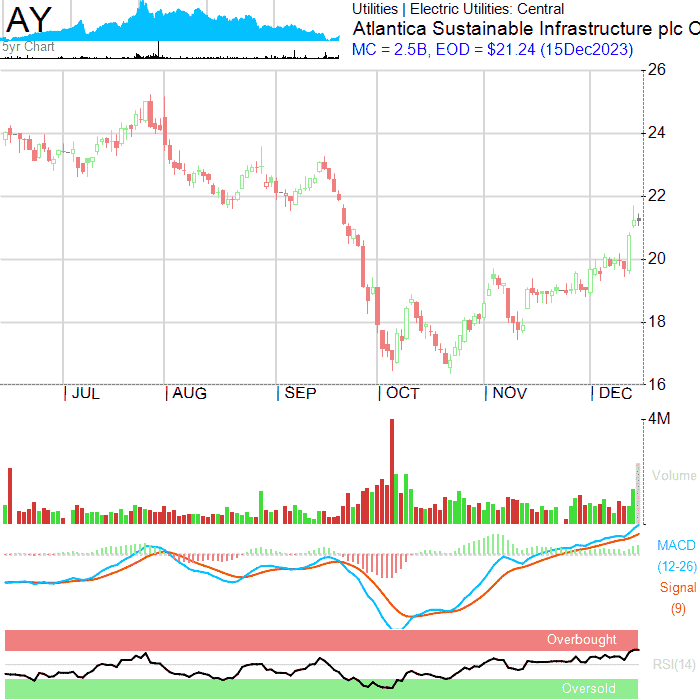 AY
5yr Chart
Utilities | Electric Utilities: Central
Atlantica Sustainable Infrastructure plc O
MC = 2.5B, EOD = $21.24 (15Dec2023)
26
24
22
20
18
16
JUL AUG SEP OCT NOV DEC
4M
Volume
MACD
(12-26)
Signal
(9)
Overbought
RSI(14)
Oversold